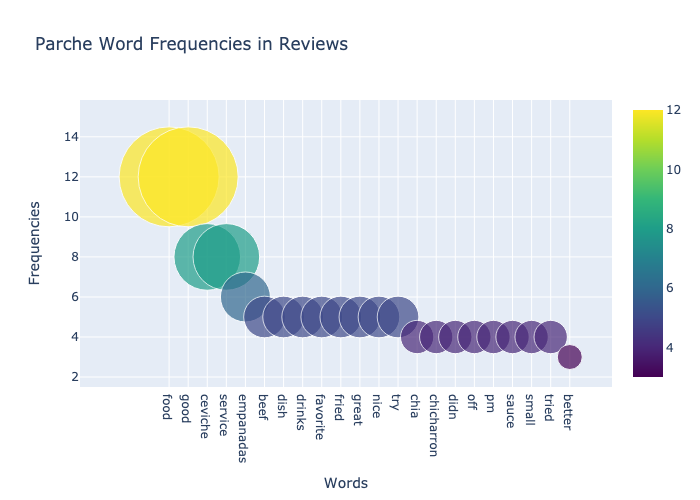 Parche Word Frequencies in Reviews
12
10
8
6
4
14
12
10
8
6
4
2
Frequencies
food
good
ceviche
service
empanadas
beef
dish
drinks
favorite
fried
great
nice
try
chia
chicharron
didn
off
pm
sauce
small
tried
better
Words